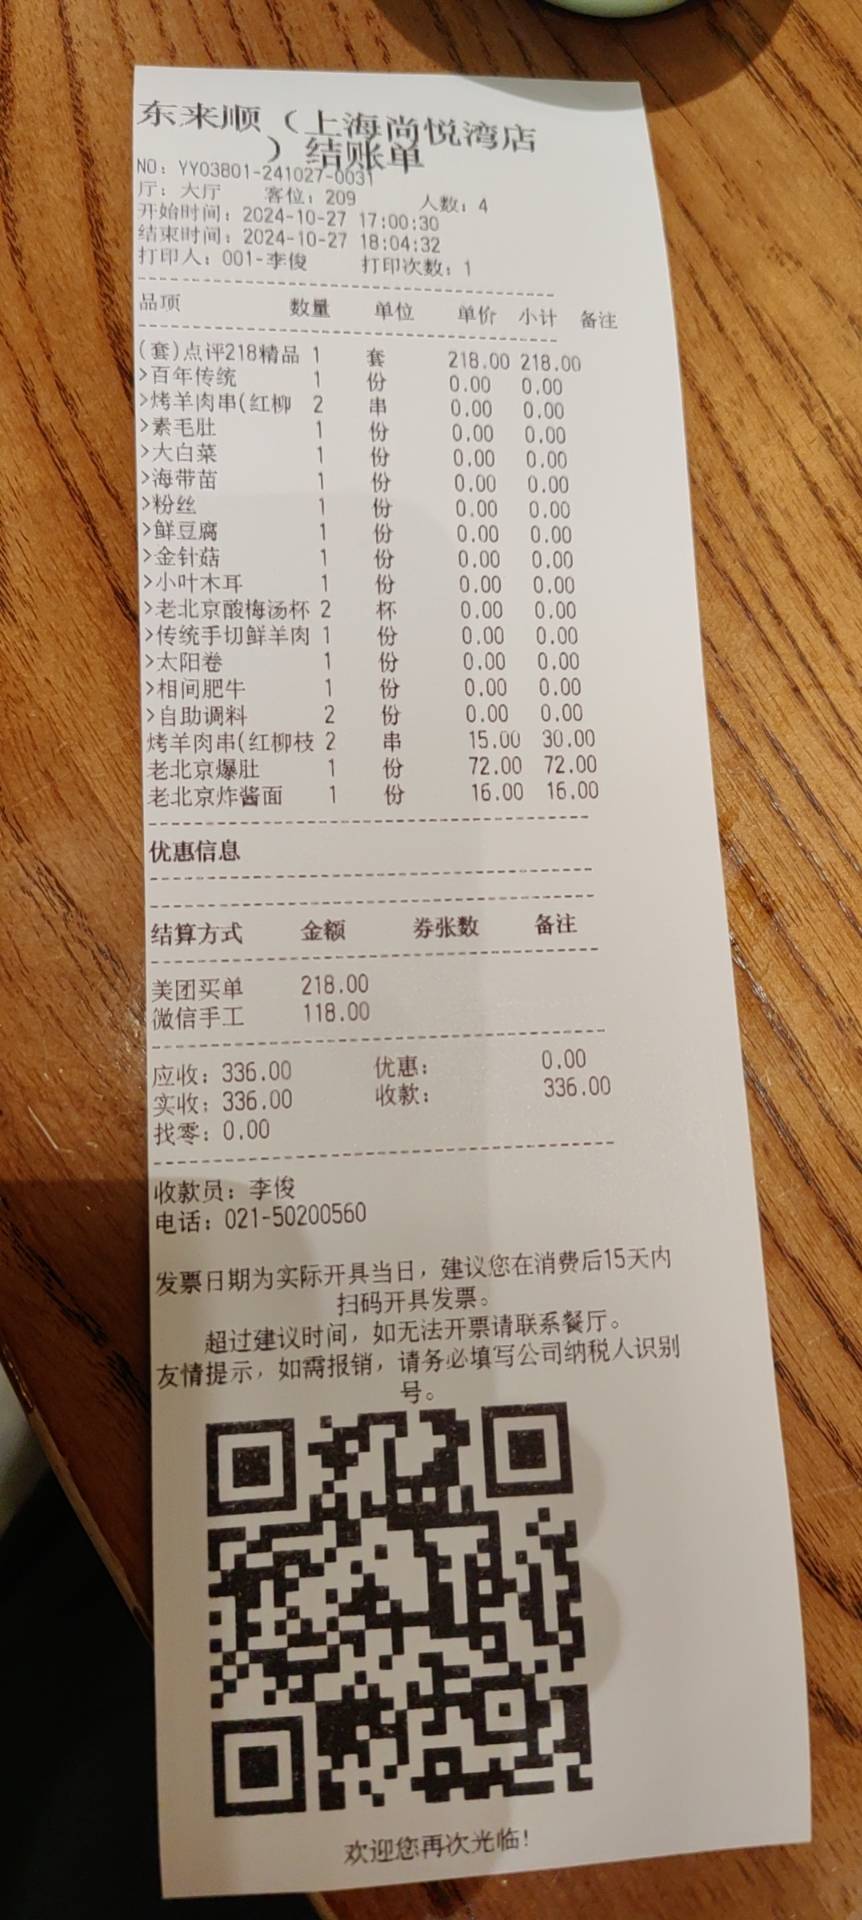 东来顺（上海尚悦湾店
）结账单
NO：YY03801-241027-0031
厅：大厅 客位：209 人数：4
开始时间：2024-10-27 17:00:30
结束时间：2024-10-27 18:04:32
打印人：001-李俊 打印次数：1
品项 数量 单位 单价 小计 备注
(套)点评218精品 1 套 218.00 218.00
>百年传统 1 份 0.00 0.00
>烤羊肉串(红柳 2 串 0.00 0.00
>素毛肚 1 份 0.00 0.00
>大白菜 1 份 0.00 0.00
>海带苗 1 份 0.00 0.00
>粉丝 1 份 0.00 0.00
>鲜豆腐 1 份 0.00 0.00
>金针菇 1 份 0.00 0.00
>小叶木耳 1 份 0.00 0.00
>老北京酸梅汤杯 2 杯 0.00 0.00
>传统手切鲜羊肉 1 份 0.00 0.00
>太阳卷 1 份 0.00 0.00
>相间肥牛 1 份 0.00 0.00
>自助调料 2 份 0.00 0.00
烤羊肉串(红柳枝 2 串 15.00 30.00
老北京爆肚 1 份 72.00 72.00
老北京炸酱面 1 份 16.00 16.00
优惠信息
结算方式 金额 券张数 备注
美团买单 218.00
微信手工 118.00
应收：336.00 优惠： 0.00
实收：336.00 收款： 336.00
找零：0.00
收款员：李俊
电话：021-50200560
发票日期为实际开具当日，建议您在消费后15天内
扫码开具发票。
超过建议时间，如无法开票请联系餐厅。
友情提示，如需报销，请务必填写公司纳税人识别
号。
欢迎您再次光临！